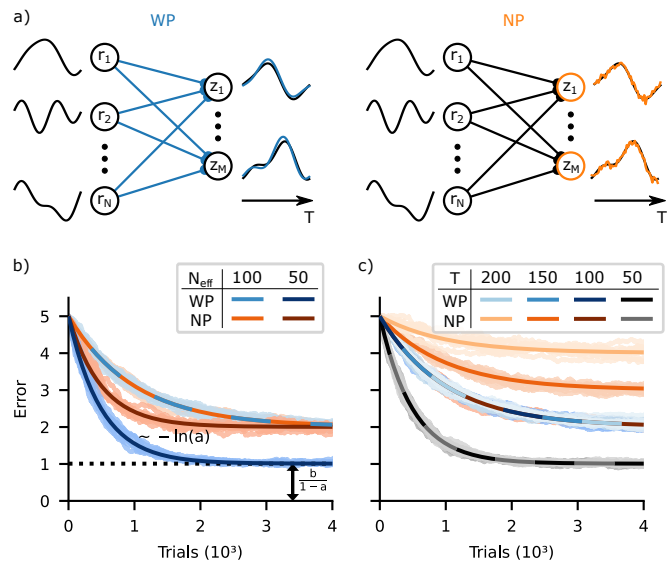 a) WP NP
r1 z1 r1 z1
r2 r2
zM zM
rN T rN T
b) c)
Neff 100 50 T 200 150 100 50
WP WP
NP NP
5
4
3
2
1
0
Error
~ −ln(a)
b
1−a
0 1 2 3 4 0 1 2 3 4
Trials (10³) Trials (10³)